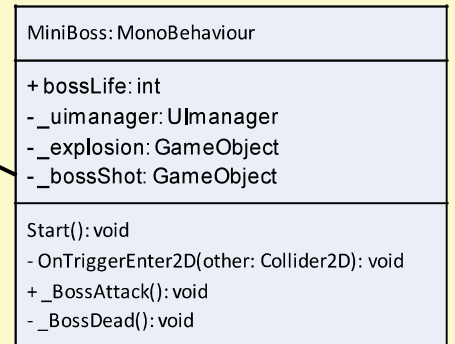 MiniBoss: MonoBehaviour
+ bossLife: int
- _uimanager: UImanager
- _explosion: GameObject
- _bossShot: GameObject
Start(): void
- OnTriggerEnter2D(other: Collider2D): void
+ _BossAttack(): void
- _BossDead(): void